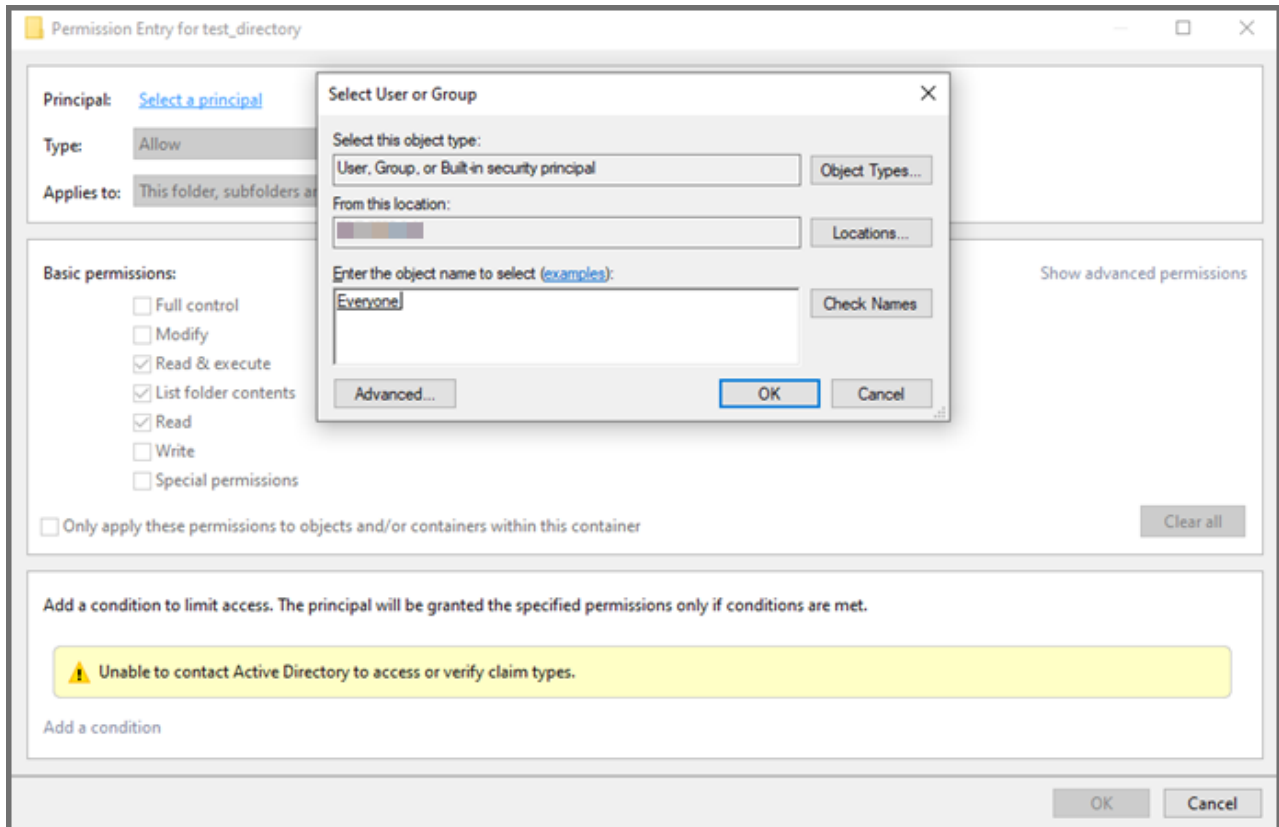 Permission Entry for test_directory
Principal: Select a principal
Type: Allow
Applies to: This folder, subfolders
Select User or Group
Select this object type:
User, Group, or Built-in security principal
Object Types...
From this location:
Locations...
Enter the object name to select (examples):
Everyone
Check Names
Advanced...
OK
Cancel
Basic permissions:
Show advanced permissions
Full control
Modify
Read & execute
List folder contents
Read
Write
Special permissions
Only apply these permissions to objects and/or containers within this container
Clear all
Add a condition to limit access. The principal will be granted the specified permissions only if conditions are met.
Unable to contact Active Directory to access or verify claim types.
Add a condition
OK
Cancel